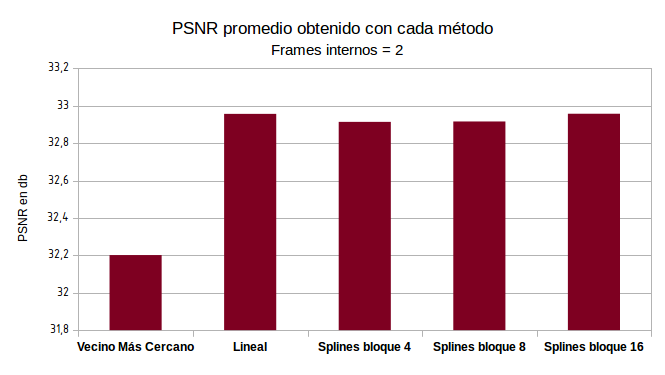 PSNR promedio obtenido con cada método
Frames internos = 2
PSNR en db
33,2
33
32,8
32,6
32,4
32,2
32
31,8
Vecino Más Cercano
Lineal
Splines bloque 4
Splines bloque 8
Splines bloque 16